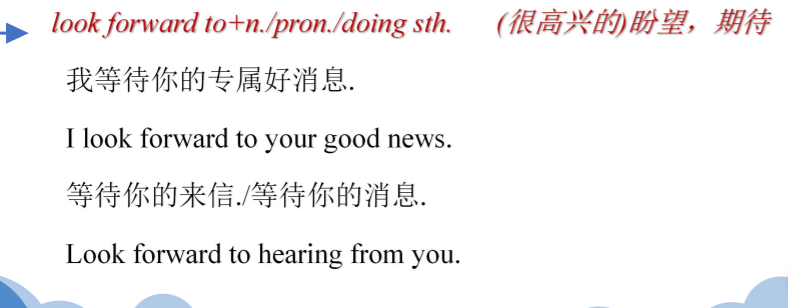 look forward to+n./pron./doing sth. (很高兴的)盼望，期待
我等待你的专属好消息.
I look forward to your good news.
等待你的来信./等待你的消息.
Look forward to hearing from you.